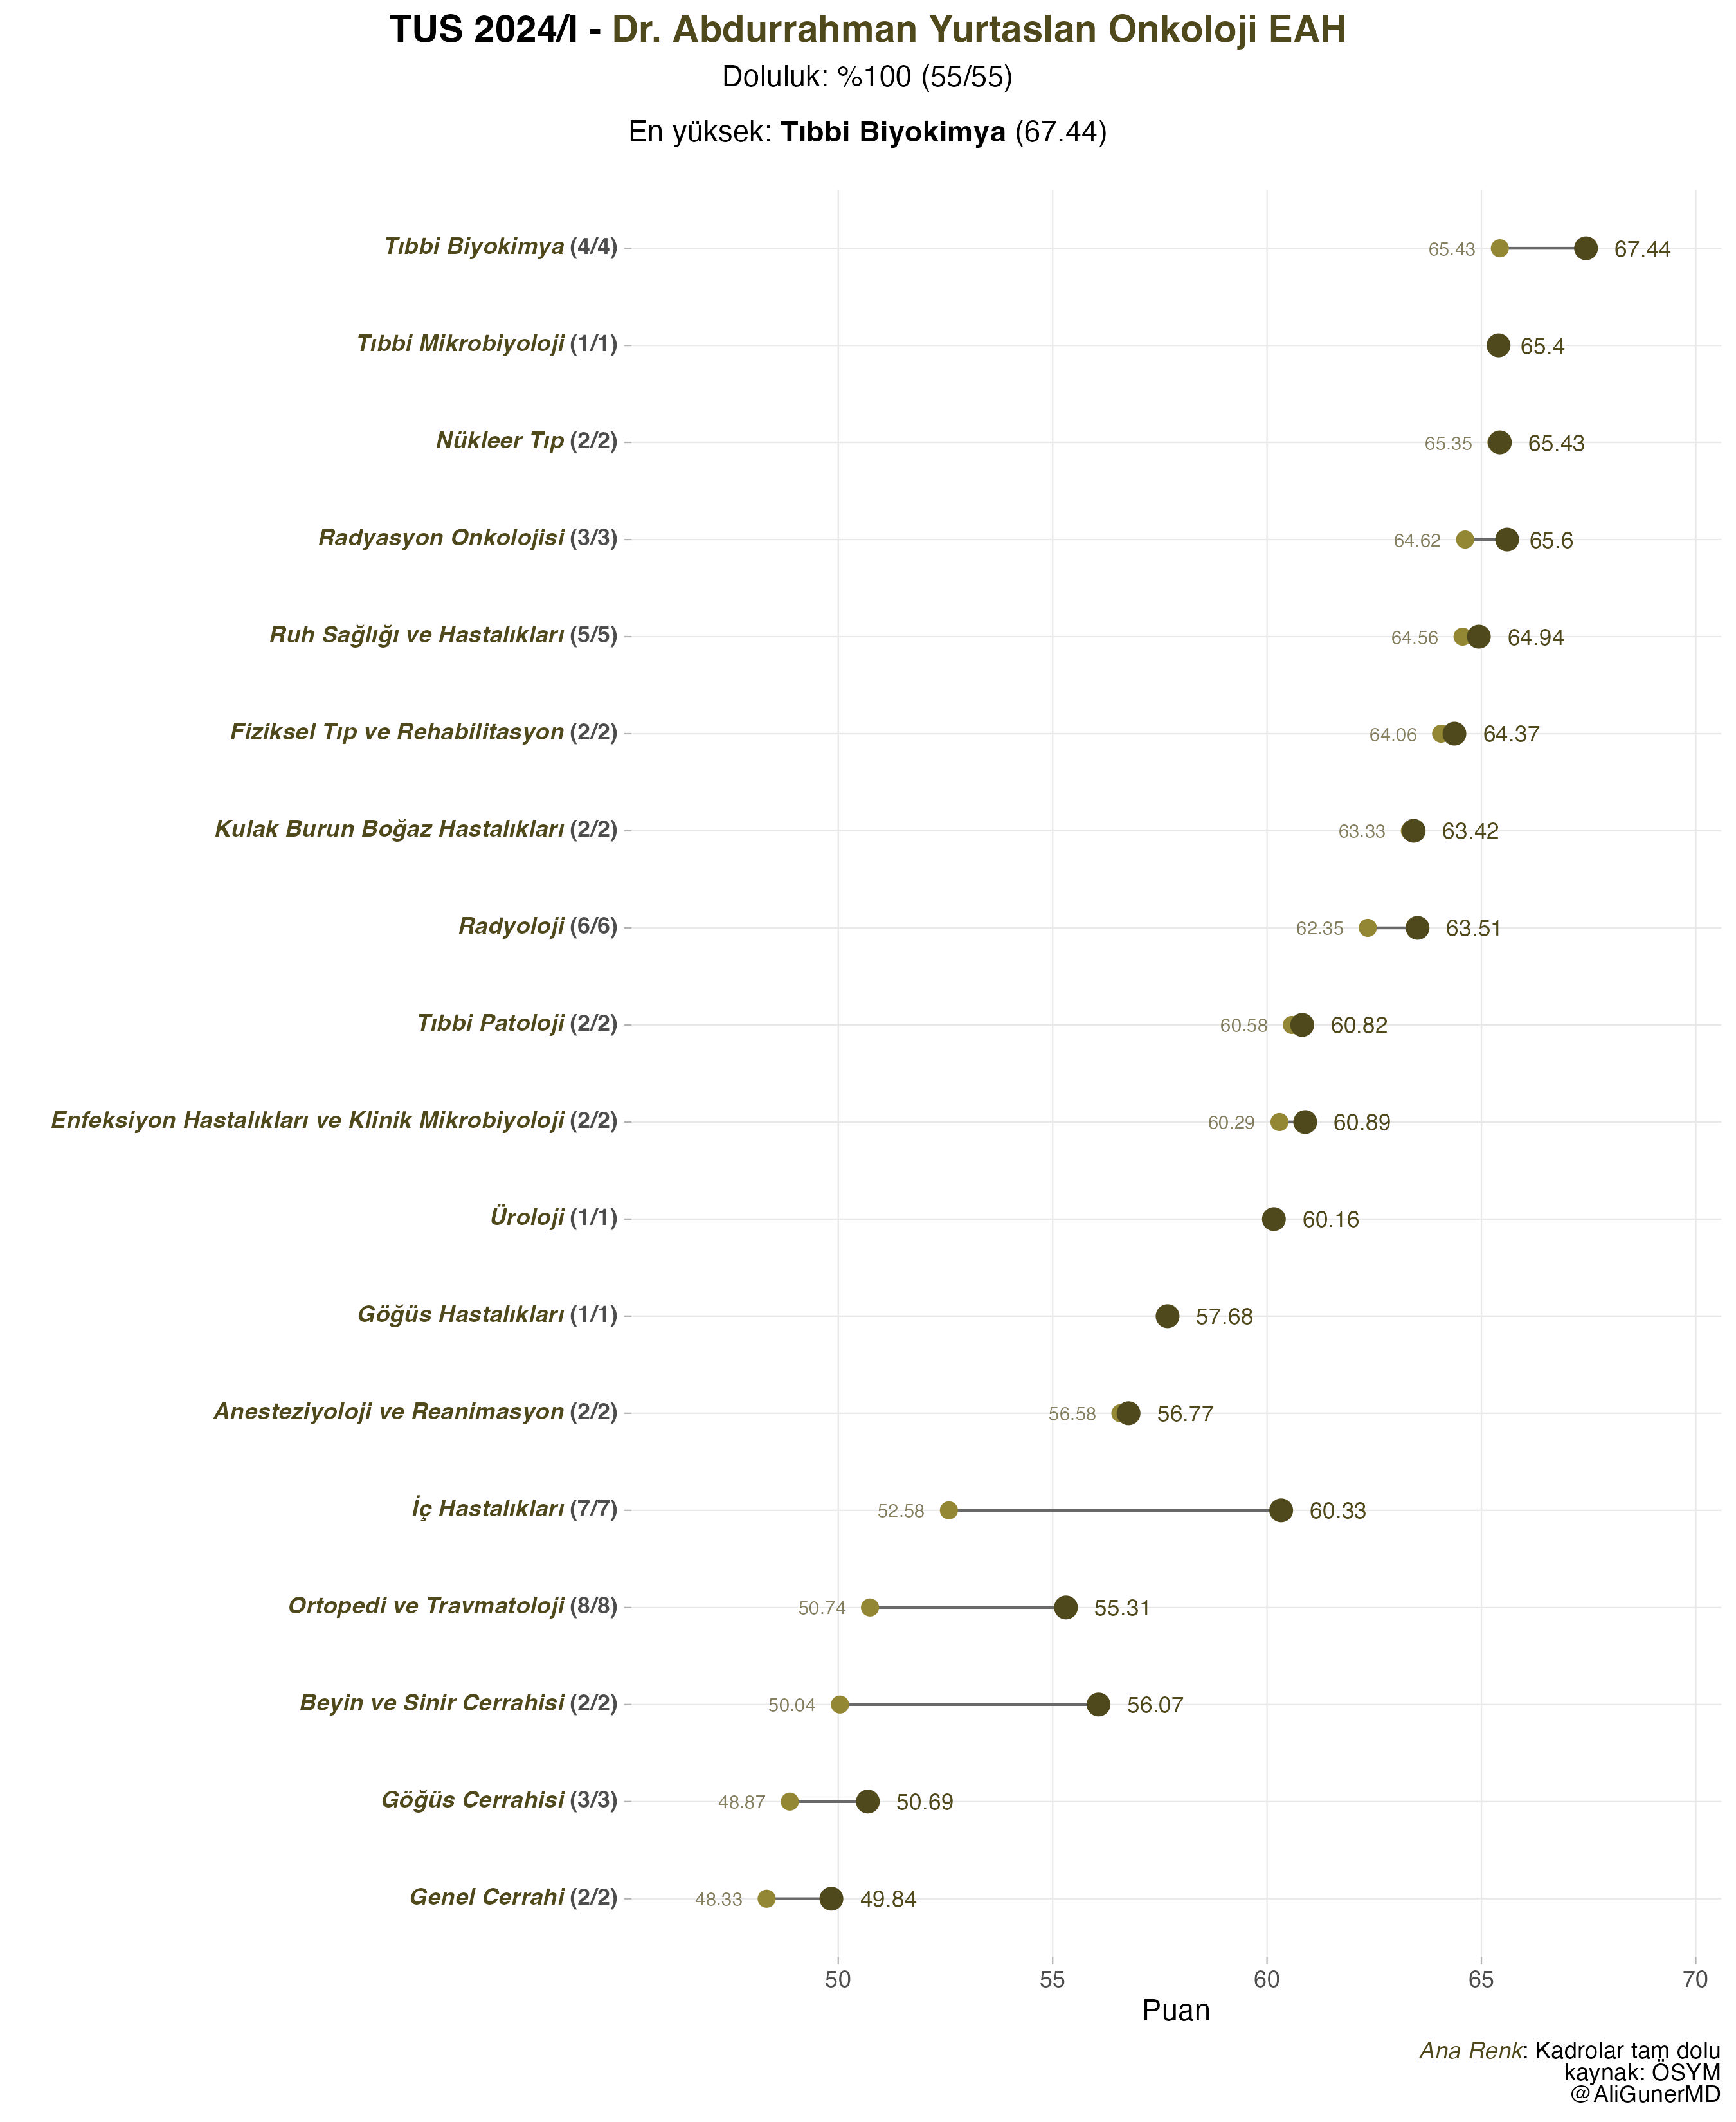 TUS 2024/I - Dr. Abdurrahman Yurtaslan Onkoloji EAH
Doluluk: %100 (55/55)
En yüksek: Tıbbi Biyokimya (67.44)
Tıbbi Biyokimya (4/4) 65.43 67.44
Tıbbi Mikrobiyoloji (1/1) 65.4
Nükleer Tıp (2/2) 65.35 65.43
Radyasyon Onkolojisi (3/3) 64.62 65.6
Ruh Sağlığı ve Hastalıkları (5/5) 64.56 64.94
Fiziksel Tıp ve Rehabilitasyon (2/2) 64.06 64.37
Kulak Burun Boğaz Hastalıkları (2/2) 63.33 63.42
Radyoloji (6/6) 62.35 63.51
Tıbbi Patoloji (2/2) 60.58 60.82
Enfeksiyon Hastalıkları ve Klinik Mikrobiyoloji (2/2) 60.29 60.89
Üroloji (1/1) 60.16
Göğüs Hastalıkları (1/1) 57.68
Anesteziyoloji ve Reanimasyon (2/2) 56.58 56.77
İç Hastalıkları (7/7) 52.58 60.33
Ortopedi ve Travmatoloji (8/8) 50.74 55.31
Beyin ve Sinir Cerrahisi (2/2) 50.04 56.07
Göğüs Cerrahisi (3/3) 48.87 50.69
Genel Cerrahi (2/2) 48.33 49.84
50 55 60 65 70
Puan
Ana Renk: Kadrolar tam dolu
kaynak: ÖSYM
@AliGunerMD